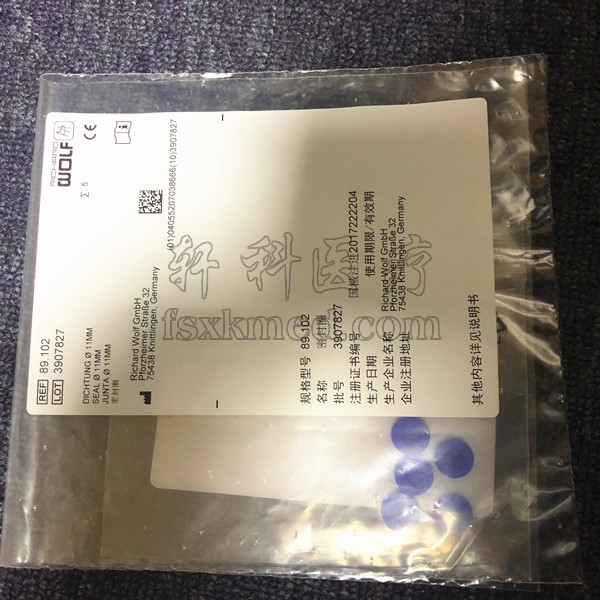 REF 89.102
LOT 3907827
RICHARD
WOLF
CE
DICHTUNG Ø 11MM
SEAL Ø 11MM
JUNTA Ø 11MM
密封圈
Σ 5
Richard Wolf GmbH
Pforzheimer Straße 32
75438 Knittlingen, Germany
(01)04055207038666(10)3907827
规格型号 89.102
名称 密封圈
批号 3907827
注册证书编号 国械注进2017222204
生产日期 使用期限/有效期
生产企业名称 Richard Wolf GmbH
企业注册地址 Pforzheimer Straße 32
75438 Knittlingen, Germany
其他内容详见说明书
轩科医疗
fsxkmed.com